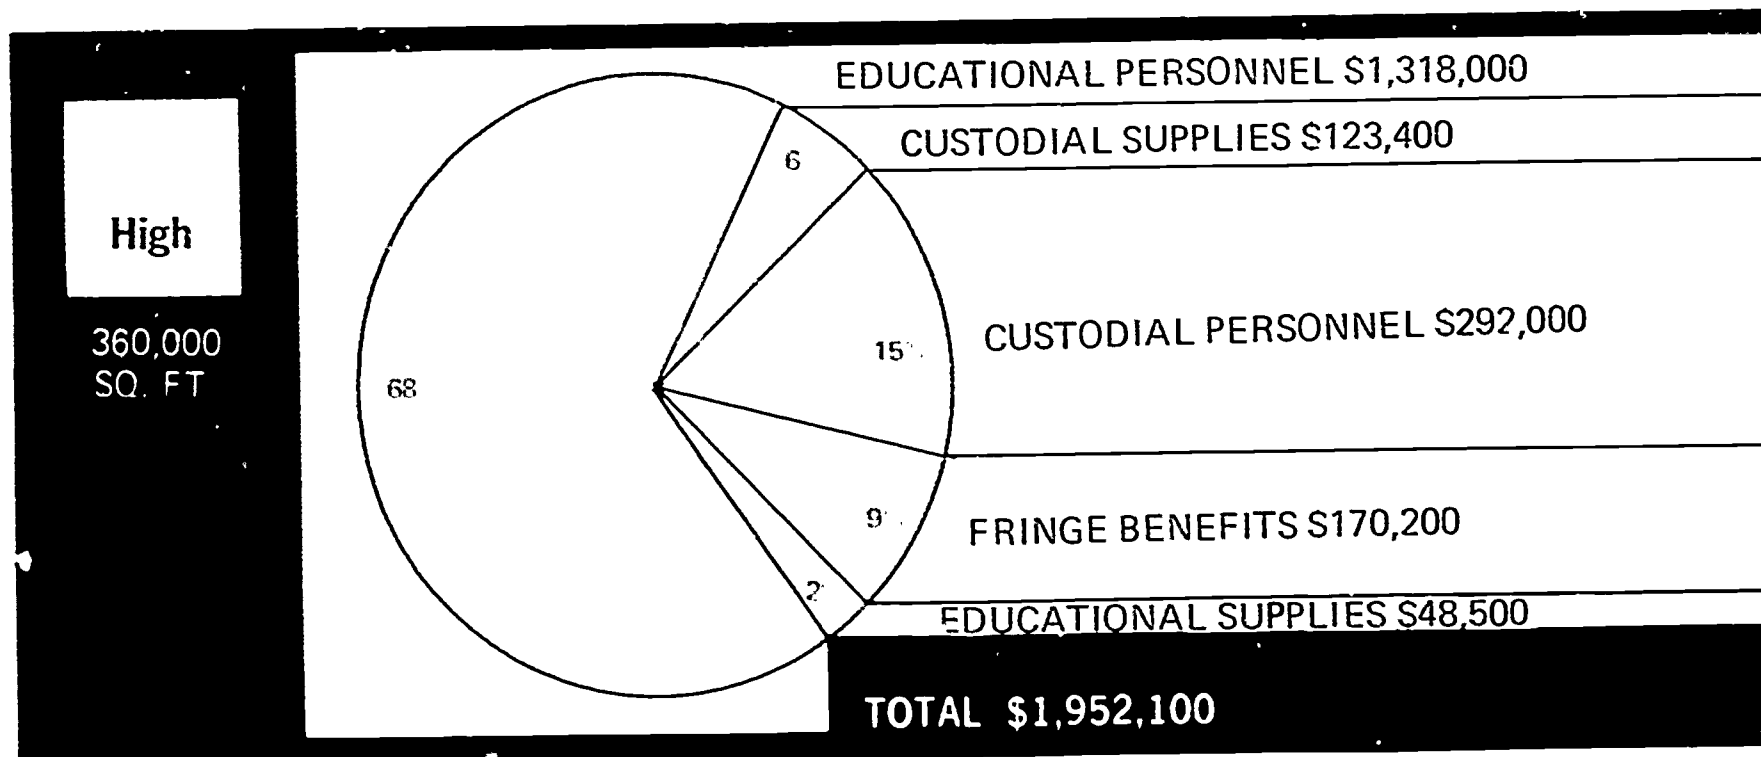 High
360,000
SQ. FT
EDUCATIONAL PERSONNEL $1,318,000
6
CUSTODIAL SUPPLIES $123,400
15
CUSTODIAL PERSONNEL $292,000
68
9
FRINGE BENEFITS $170,200
2
EDUCATIONAL SUPPLIES $48,500
TOTAL $1,952,100